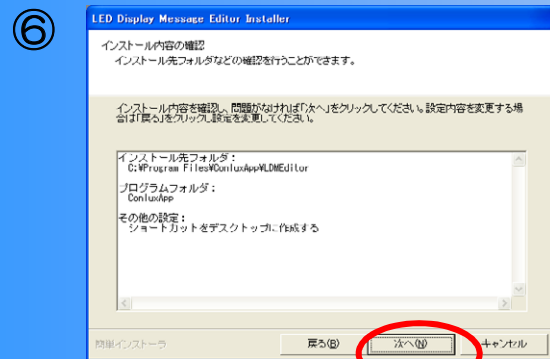 ⑥
LED Display Message Editor Installer
インストール内容の確認
インストール先フォルダなどの確認を行うことができます。
インストール内容を確認し、問題がなければ「次へ」をクリックしてください。設定内容を変更する場
合は「戻る」をクリックし設定を変更してください。
インストール先フォルダ:
C:¥Program Files¥ConluxApp¥LDMEditor
プログラムフォルダ:
ConluxApp
その他の設定:
ショートカットをデスクトップに作成する
簡単インストーラ
戻る(B)
次へ(N)
キャンセル